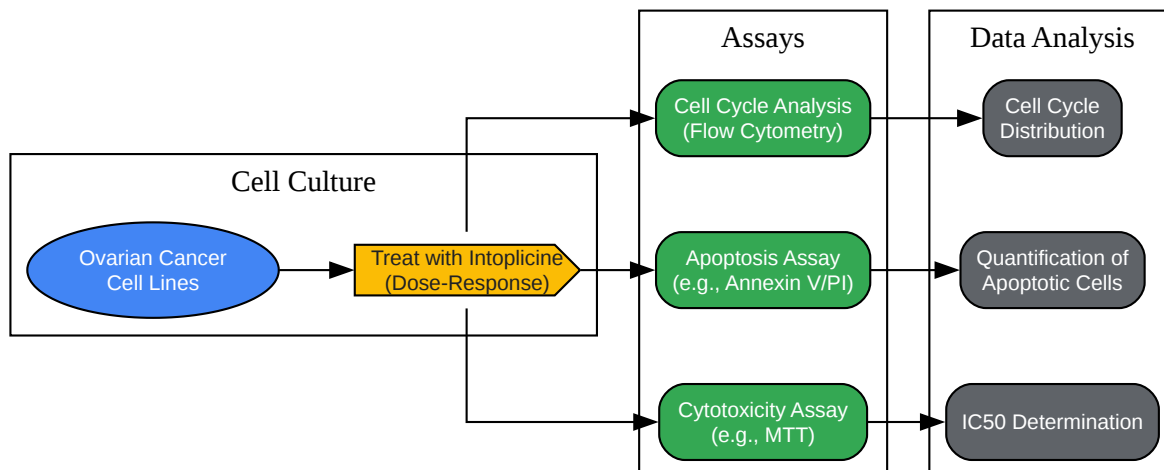 Assays
Data Analysis
Cell Cycle Analysis
(Flow Cytometry)
Cell Cycle
Distribution
Cell Culture
Ovarian Cancer
Cell Lines
Treat with Intoplicine
(Dose-Response)
Apoptosis Assay
(e.g., Annexin V/PI)
Quantification of
Apoptotic Cells
Cytotoxicity Assay
(e.g., MTT)
IC50 Determination